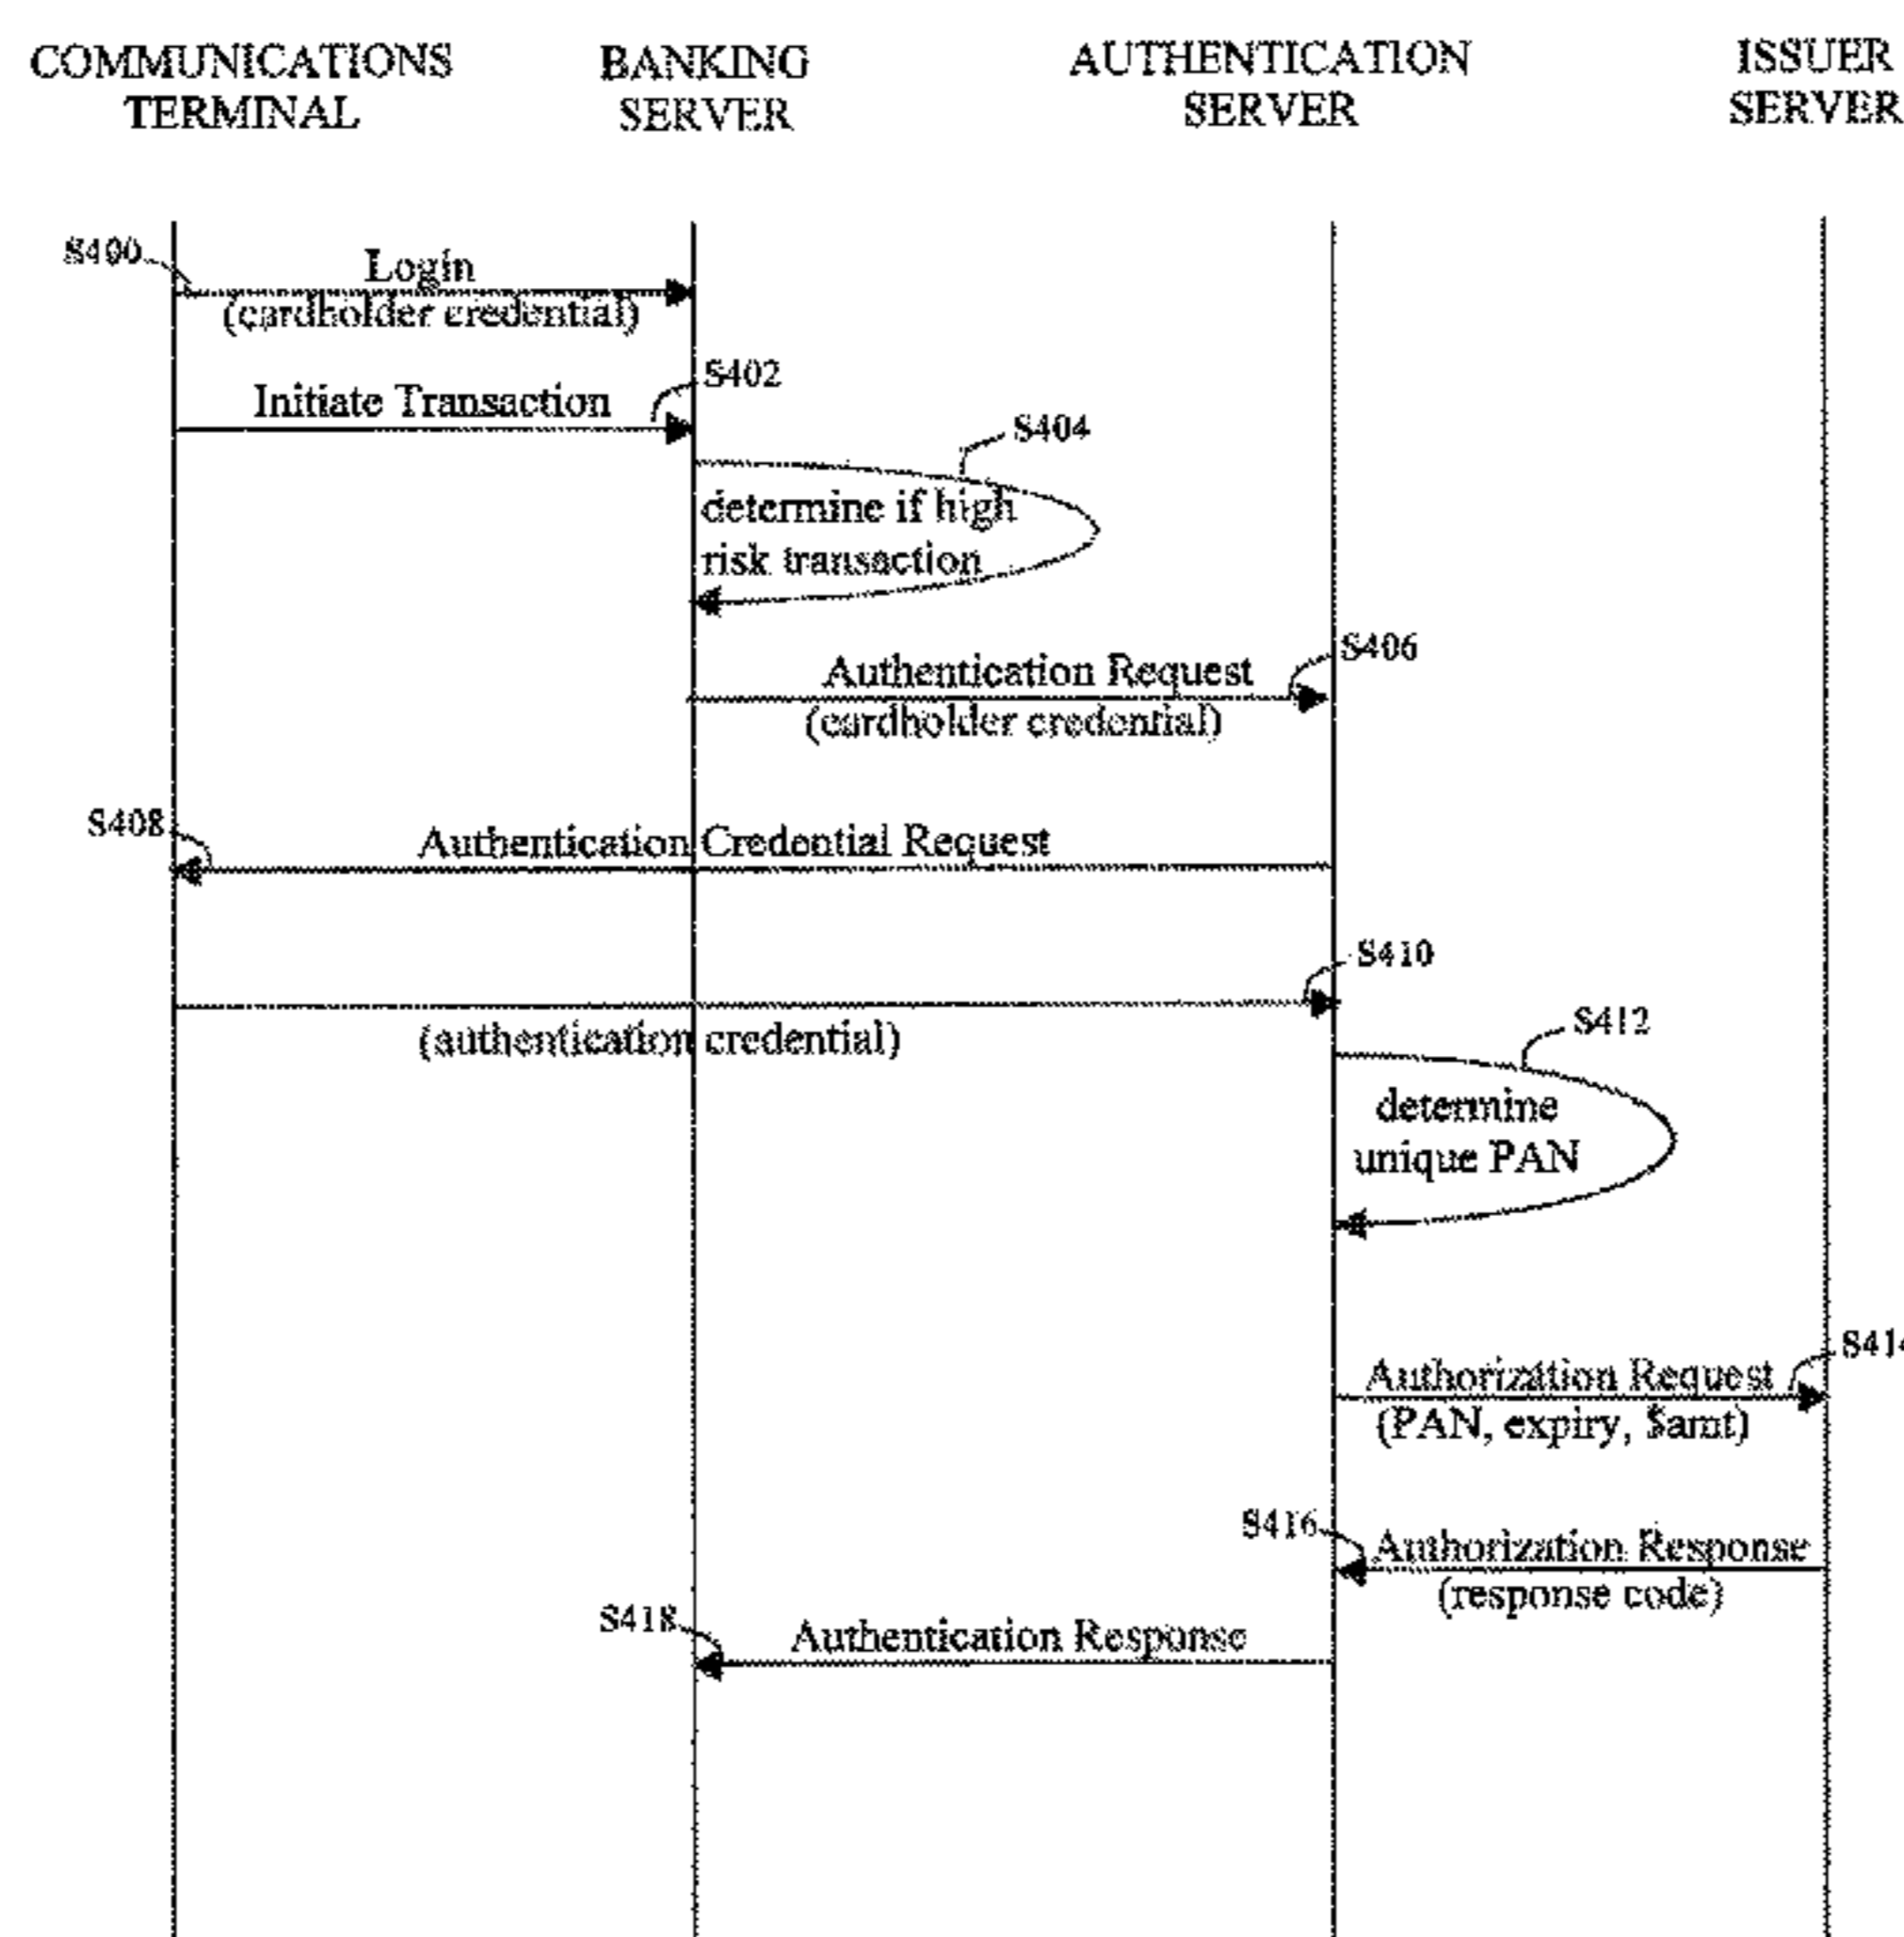 COMMUNICATIONS
TERMINAL
BANKING
SERVER
AUTHENTICATION
SERVER
ISSUER
SERVER
S400
Login
(cardholder credential)
S402
Initiate Transaction
S404
determine if high
risk transaction
S406
Authentication Request
(cardholder credential)
S408
Authentication Credential Request
S410
(authentication credential)
S412
determine
unique PAN
S414
Authorization Request
(PAN, expiry, $amt)
S416
Authorization Response
(response code)
S418
Authentication Response